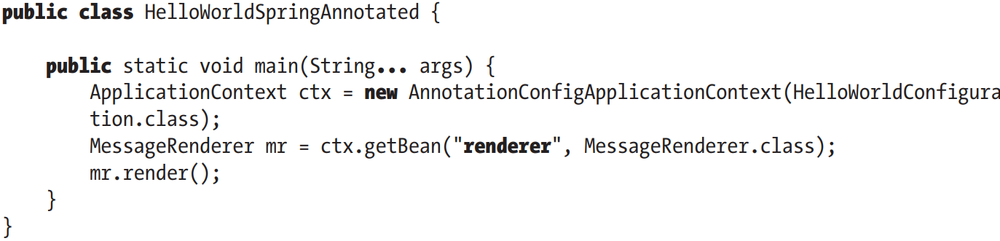 public class HelloWorldSpringAnnotated {
public static void main(String... args) {
ApplicationContext ctx = new AnnotationConfigApplicationContext(HelloWorldConfigura
tion.class);
MessageRenderer mr = ctx.getBean("renderer", MessageRenderer.class);
mr.render();
}
}